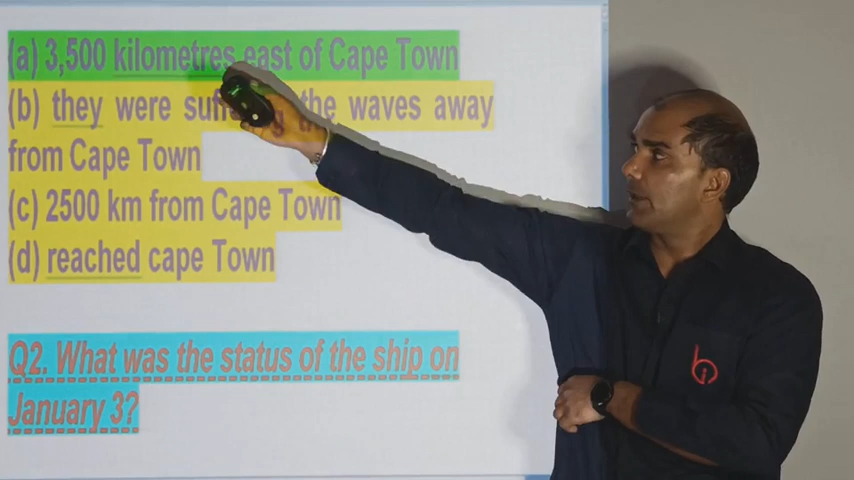 (a) 3,500 kilometres east of Cape Town
(b) they were the waves away
from Cape Town
(c) 2500 km from Cape Town
(d) reached cape Town
Q2. What was the status of the ship on
January 3?